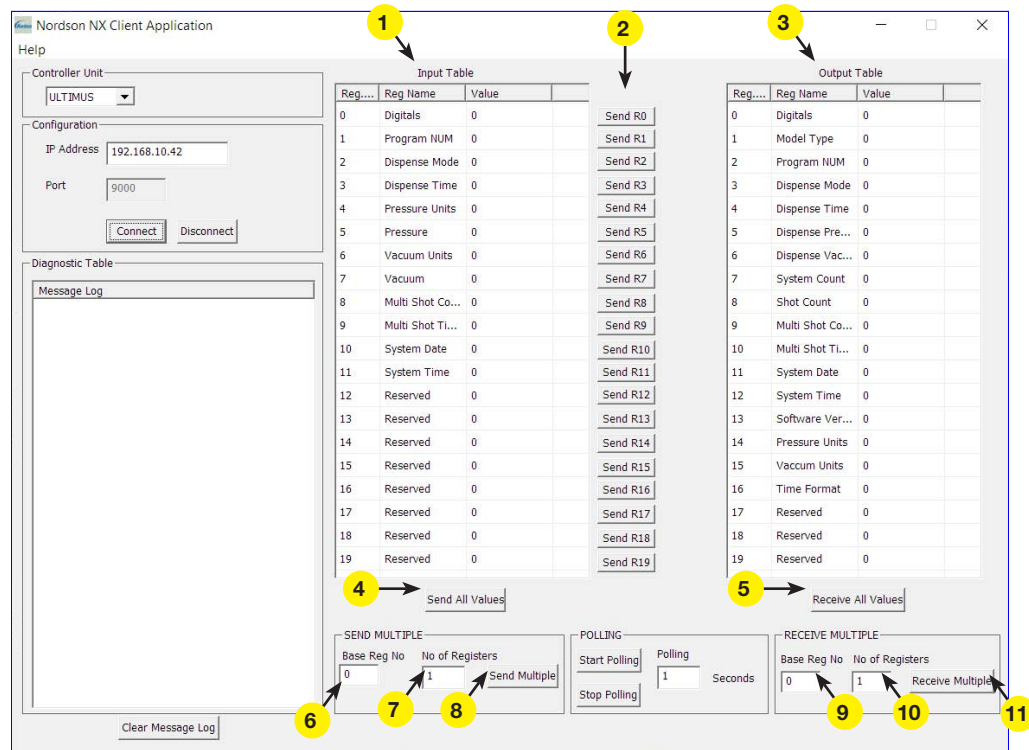 Nordson NX Client Application
Help
1
2
3
Controller Unit
ULTIMUS
Configuration
IP Address 192.168.10.42
Port 9000
Connect Disconnect
Diagnostic Table
Message Log
Clear Message Log
Input Table
Reg.... Reg Name Value
0 Digitals 0
1 Program NUM 0
2 Dispense Mode 0
3 Dispense Time 0
4 Pressure Units 0
5 Pressure 0
6 Vacuum Units 0
7 Vacuum 0
8 Multi Shot Co... 0
9 Multi Shot Ti... 0
10 System Date 0
11 System Time 0
12 Reserved 0
13 Reserved 0
14 Reserved 0
15 Reserved 0
16 Reserved 0
17 Reserved 0
18 Reserved 0
19 Reserved 0
Send R0
Send R1
Send R2
Send R3
Send R4
Send R5
Send R6
Send R7
Send R8
Send R9
Send R10
Send R11
Send R12
Send R13
Send R14
Send R15
Send R16
Send R17
Send R18
Send R19
Output Table
Reg.... Reg Name Value
0 Digitals 0
1 Model Type 0
2 Program NUM 0
3 Dispense Mode 0
4 Dispense Time 0
5 Dispense Pre... 0
6 Dispense Vac... 0
7 System Count 0
8 Shot Count 0
9 Multi Shot Co... 0
10 Multi Shot Ti... 0
11 System Date 0
12 System Time 0
13 Software Ver... 0
14 Pressure Units 0
15 Vaccum Units 0
16 Time Format 0
17 Reserved 0
18 Reserved 0
19 Reserved 0
4
Send All Values
5
Receive All Values
SEND MULTIPLE
Base Reg No No of Registers
0 1 Send Multiple
6
7
8
POLLING
Start Polling
Stop Polling
Polling
1 Seconds
RECEIVE MULTIPLE
Base Reg No No of Registers
0 1 Receive Multiple
9
10
11